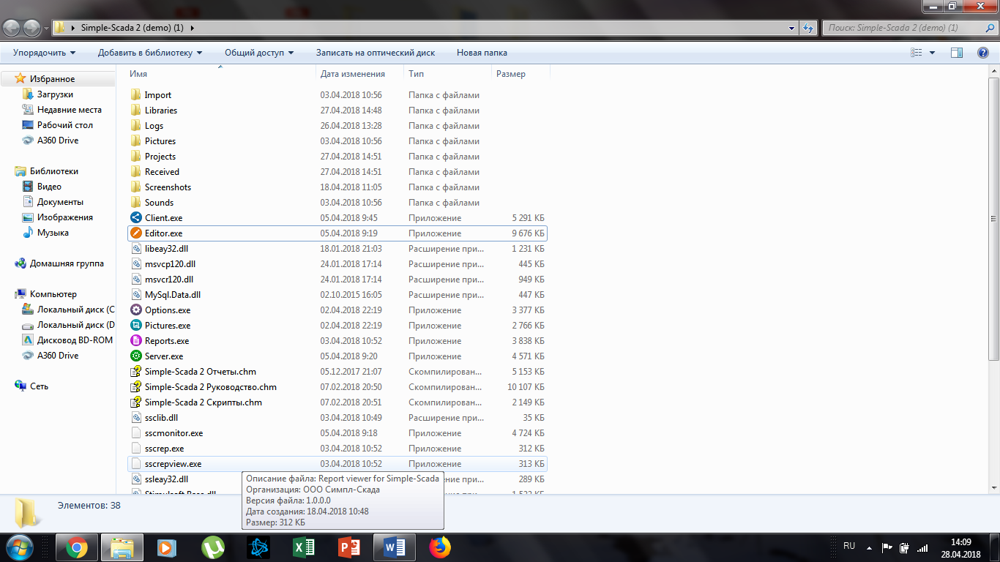 Simple-Scada 2 (demo) (1)
Поиск: Simple-Scada 2 (demo) (1)
Упорядочить Добавить в библиотеку Общий доступ Записать на оптический диск Новая папка
Избранное
Загрузки
Недавние места
Рабочий стол
A360 Drive
Библиотеки
Видео
Документы
Изображения
Музыка
Домашняя группа
Компьютер
Локальный диск (C
Локальный диск (D
Дисковод BD-ROM
A360 Drive
Сеть
Имя Дата изменения Тип Размер
Import 03.04.2018 10:56 Папка с файлами
Libraries 27.04.2018 14:48 Папка с файлами
Logs 26.04.2018 13:28 Папка с файлами
Pictures 03.04.2018 10:56 Папка с файлами
Projects 27.04.2018 14:51 Папка с файлами
Received 27.04.2018 14:51 Папка с файлами
Screenshots 18.04.2018 11:05 Папка с файлами
Sounds 03.04.2018 10:56 Папка с файлами
Client.exe 05.04.2018 9:45 Приложение 5 291 КБ
Editor.exe 05.04.2018 9:19 Приложение 9 676 КБ
libeay32.dll 18.01.2018 21:03 Расширение при... 1 231 КБ
msvcp120.dll 24.01.2018 17:14 Расширение при... 445 КБ
msvcr120.dll 24.01.2018 17:14 Расширение при... 949 КБ
MySql.Data.dll 02.10.2015 16:05 Расширение при... 447 КБ
Options.exe 02.04.2018 22:19 Приложение 3 377 КБ
Pictures.exe 02.04.2018 22:19 Приложение 2 766 КБ
Reports.exe 03.04.2018 10:52 Приложение 3 838 КБ
Server.exe 05.04.2018 9:20 Приложение 4 571 КБ
Simple-Scada 2 Отчеты.chm 05.12.2017 21:07 Скомпилирован... 5 153 КБ
Simple-Scada 2 Руководство.chm 07.02.2018 20:50 Скомпилирован... 10 107 КБ
Simple-Scada 2 Скрипты.chm 07.02.2018 20:51 Скомпилирован... 2 149 КБ
ssclib.dll 03.04.2018 10:49 Расширение при... 35 КБ
sscmonitor.exe 05.04.2018 9:18 Приложение 4 724 КБ
sscrep.exe 03.04.2018 10:52 Приложение 312 КБ
sscrepview.exe 03.04.2018 10:52 Приложение 313 КБ
ssleay32.dll ение при... 289 КБ
Описание файла: Report viewer for Simple-Scada
Организация: ООО Симпл-Скада
Версия файла: 1.0.0.0
Дата создания: 18.04.2018 10:48
Размер: 312 КБ
Элементов: 38
RU
14:09
28.04.2018